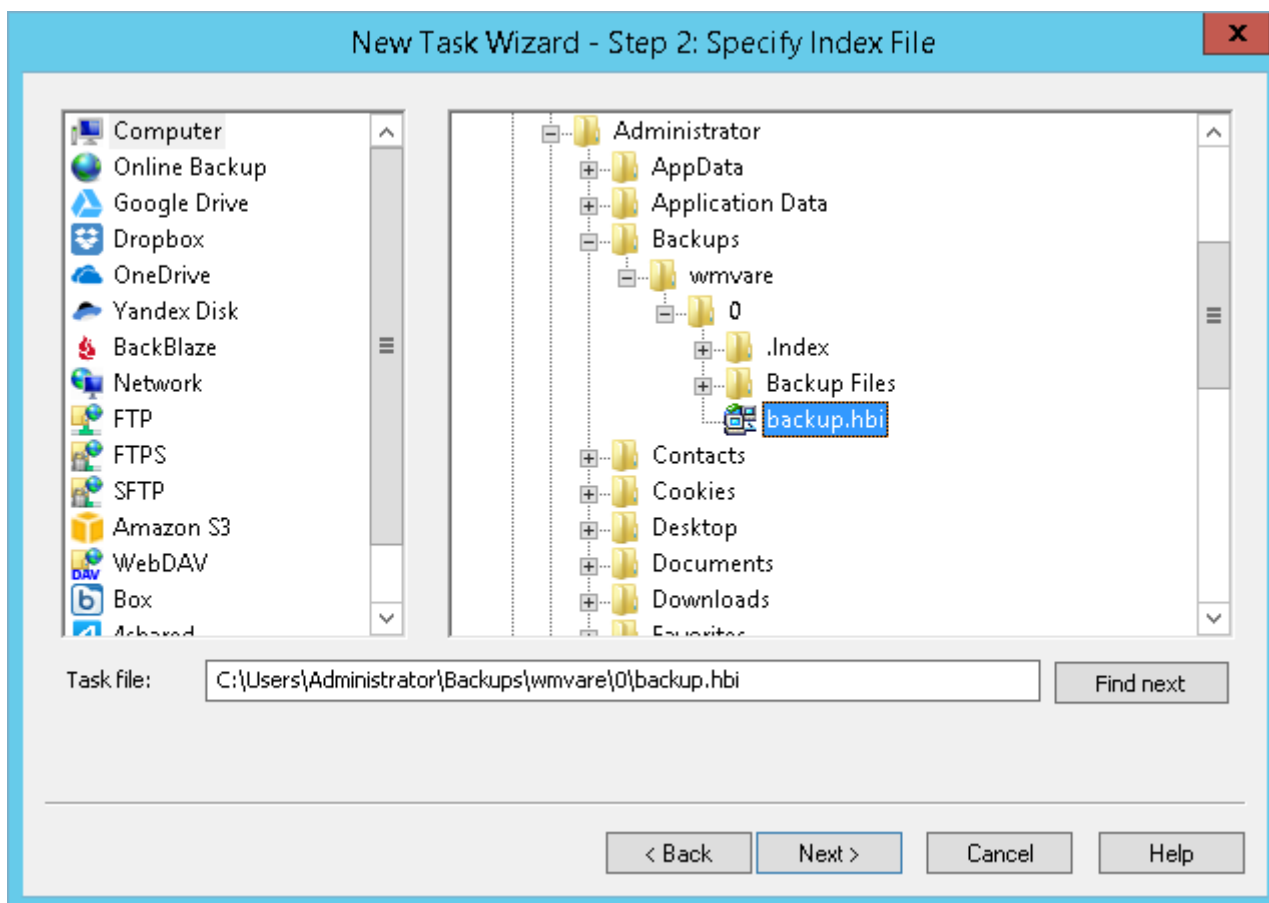 New Task Wizard - Step 2: Specify Index File
x
Computer
Online Backup
Google Drive
Dropbox
OneDrive
Yandex Disk
BackBlaze
Network
FTP
FTPS
SFTP
Amazon S3
DAV
WebDAV
b
Box
4shared
Administrator
AppData
Application Data
Backups
wmvare
0
.Index
Backup Files
backup.hbi
Contacts
Cookies
Desktop
Documents
Downloads
Favorites
Task file:
C:\Users\Administrator\Backups\wmvare\0\backup.hbi
Find next
< Back
Next >
Cancel
Help